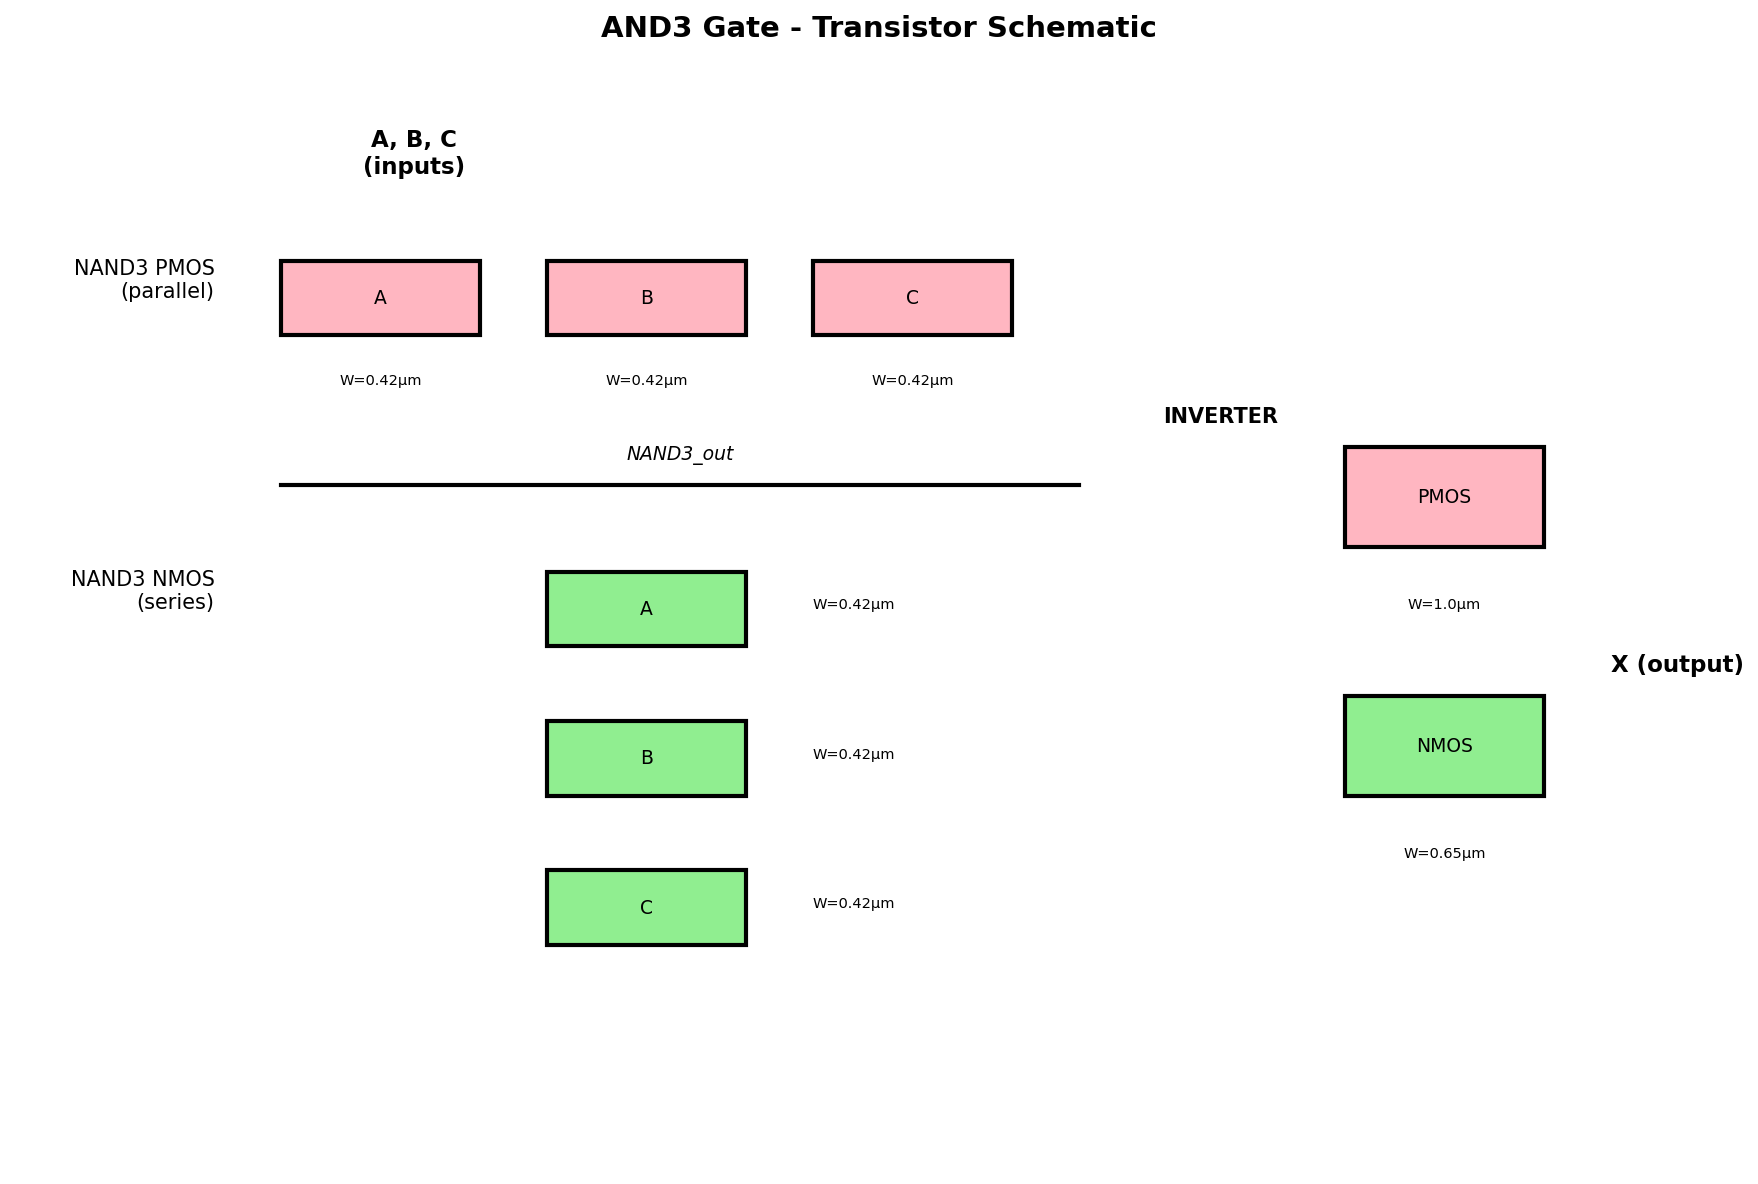 AND3 Gate - Transistor Schematic
A, B, C
(inputs)
NAND3 PMOS
(parallel)
A
B
C
W=0.42µm
W=0.42µm
W=0.42µm
INVERTER
NAND3_out
PMOS
NAND3 NMOS
(series)
A
W=0.42µm
W=1.0µm
X (output)
B
W=0.42µm
NMOS
W=0.65µm
C
W=0.42µm